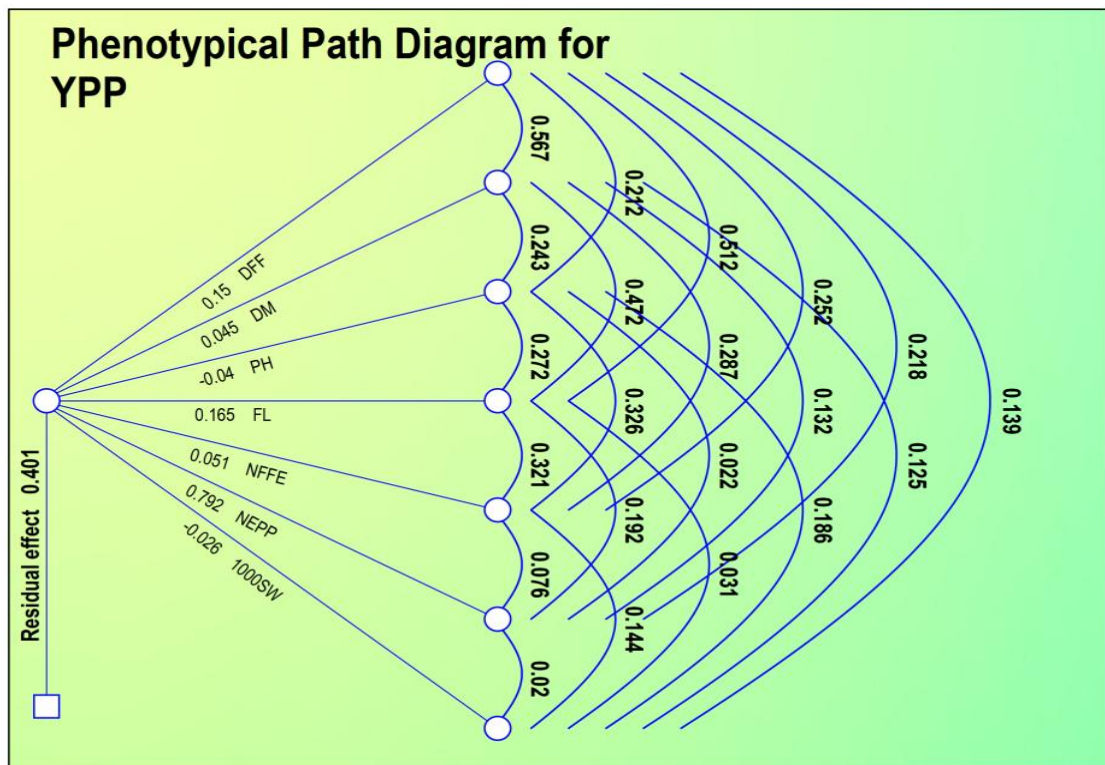 Phenotypical Path Diagram for
YPP
0.567
0.212
0.243
0.512
0.472
0.252
0.272
0.287
0.218
0.326
0.132
0.139
0.321
0.022
0.125
0.192
0.186
0.076
0.031
0.144
0.02
0.15 DFF
0.045 DM
-0.04 PH
0.165 FL
0.051 NFFE
0.792 NEPP
-0.026 1000SW
Residual effect 0.401